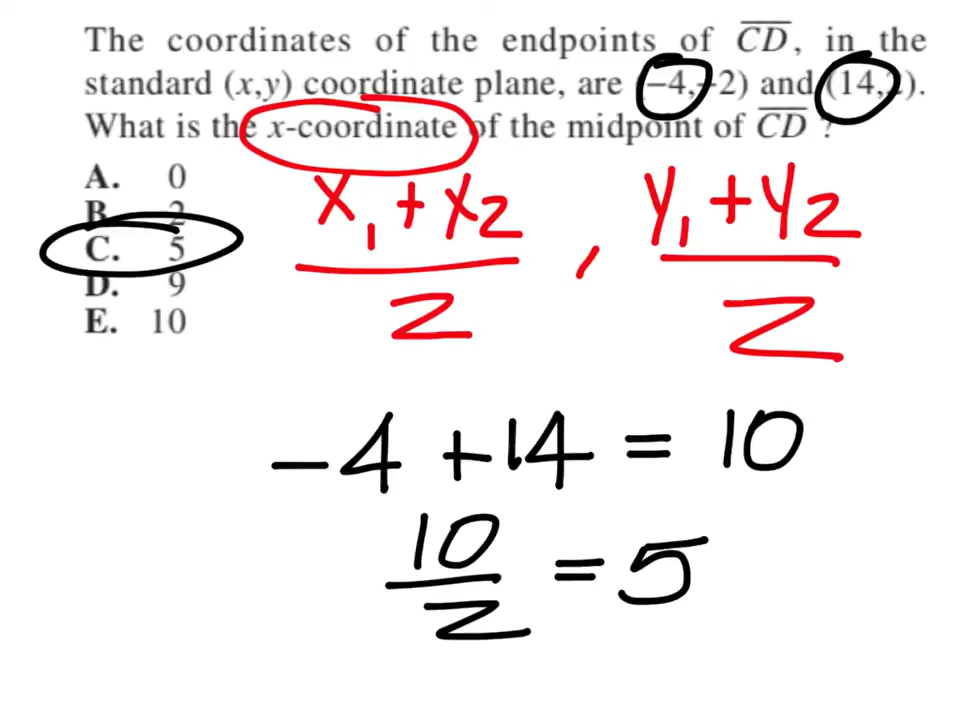 The coordinates of the endpoints of CD, in the
standard (x,y) coordinate plane, are (−4,−2) and (14,2).
What is the x-coordinate of the midpoint of CD ?
A. 0
B. 2
C. 5
D. 9
E. 10
x₁ + x₂ / 2 , y₁ + y₂ / 2
−4 + 14 = 10
10 / 2 = 5